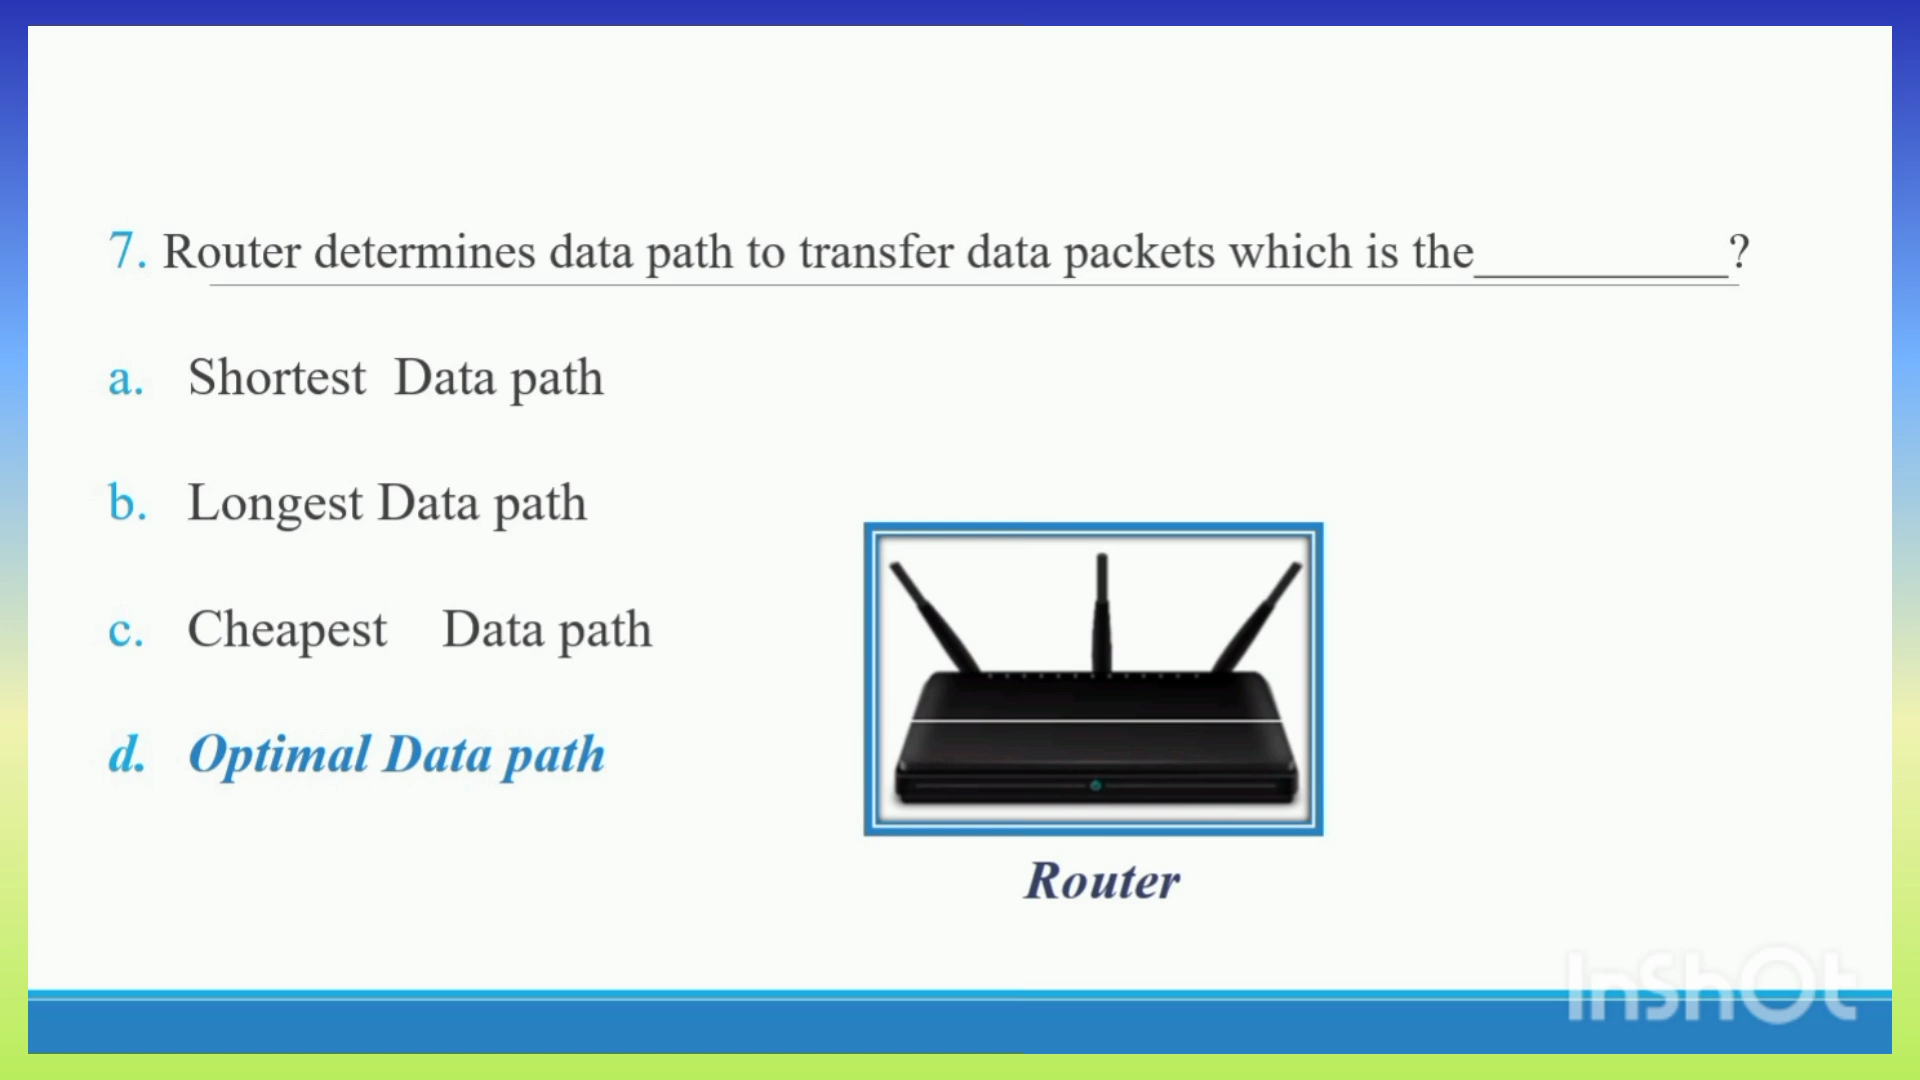 7. Router determines data path to transfer data packets which is the__________?
a. Shortest Data path
b. Longest Data path
c. Cheapest Data path
d. Optimal Data path
Router
InShOt